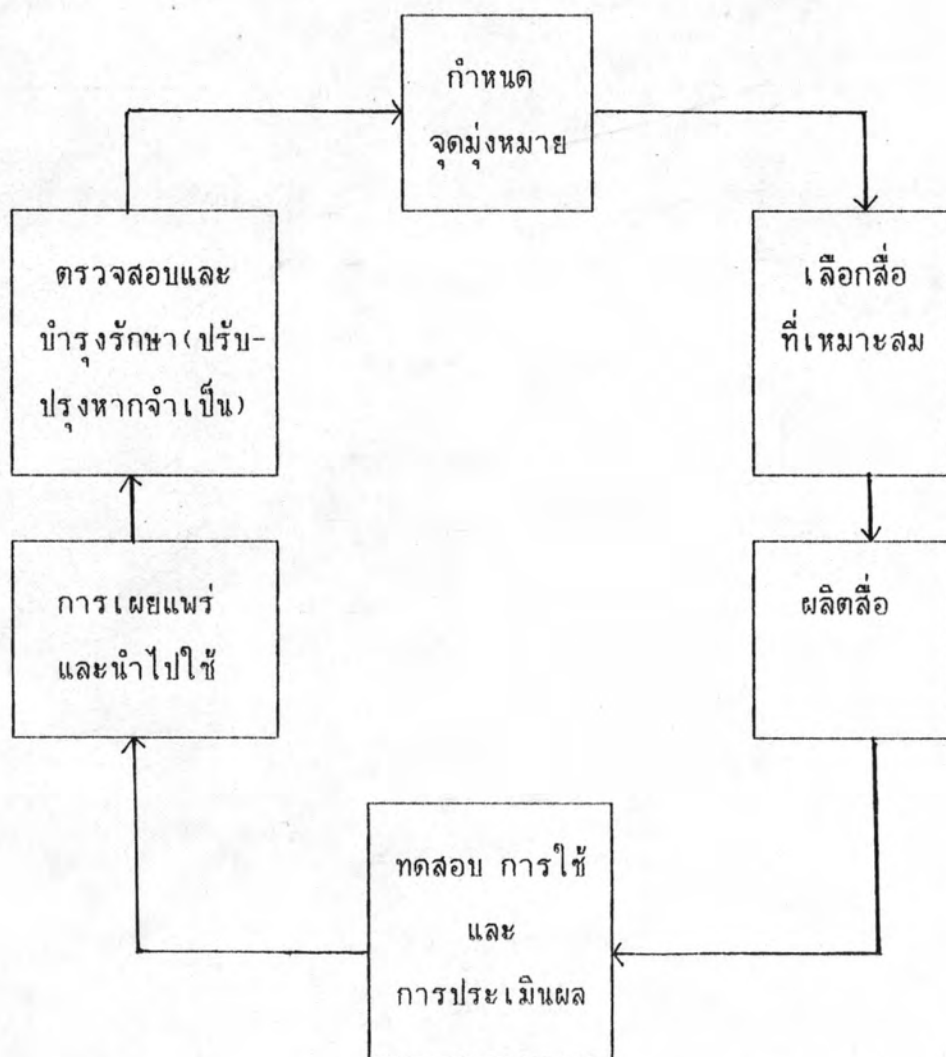 กำหนด
จุดมุ่งหมาย
เลือกสื่อ
ที่เหมาะสม
ผลิตสื่อ
ทดสอบ การใช้
และ
การประเมินผล
การเผยแพร่
และนำไปใช้
ตรวจสอบและ
บำรุงรักษา(ปรับ-
ปรุงหากจำเป็น)